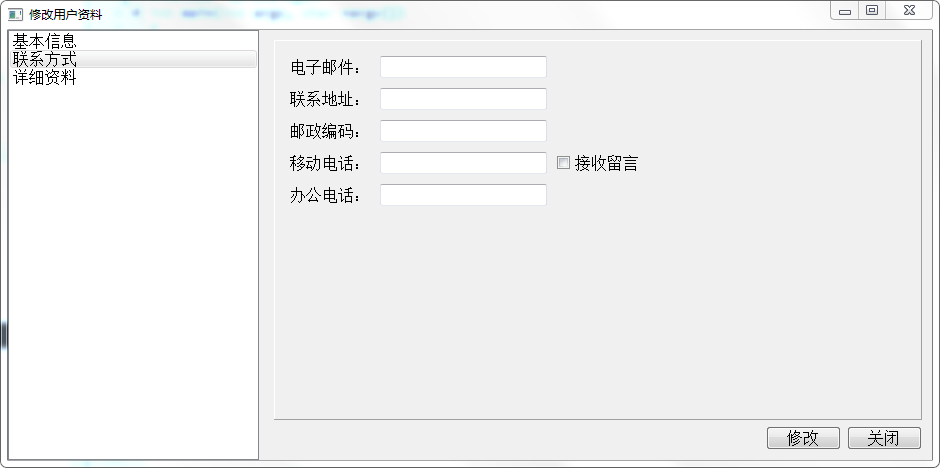 修改用户资料
基本信息
联系方式
详细资料
电子邮件：
联系地址：
邮政编码：
移动电话： 接收留言
办公电话：
修改 关闭